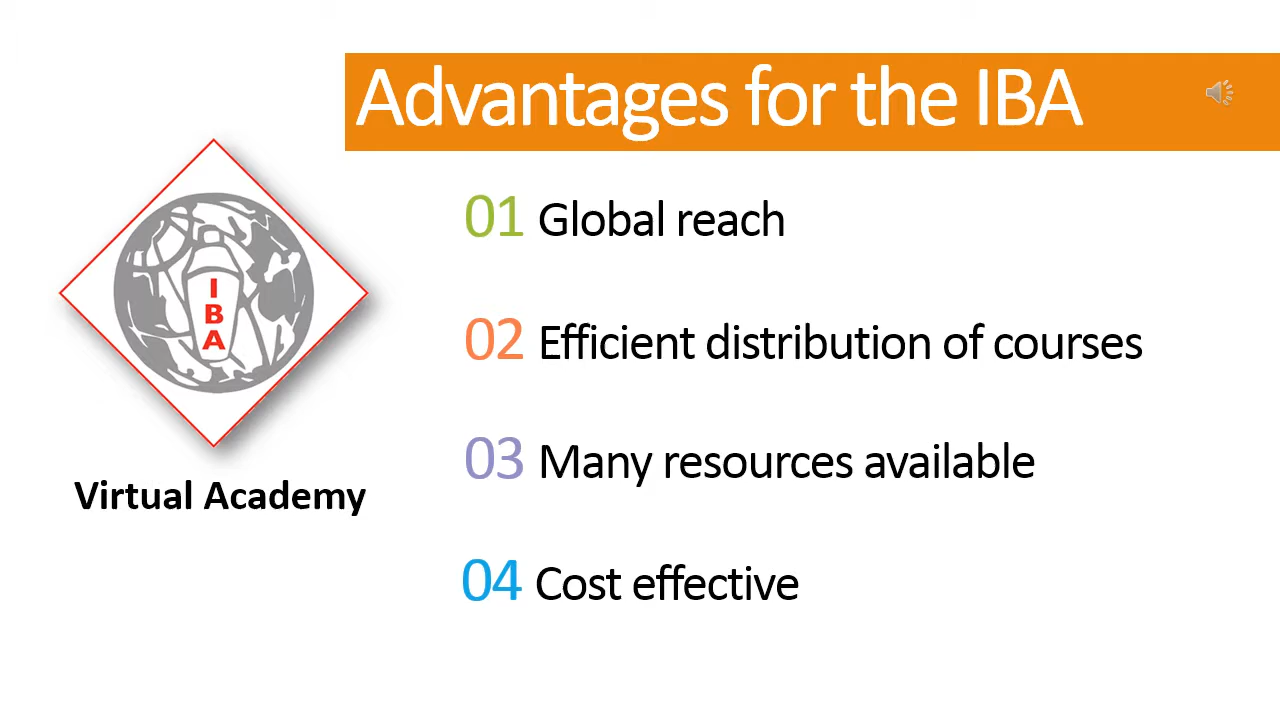 Advantages for the IBA
I
B
A
Virtual Academy
01 Global reach
02 Efficient distribution of courses
03 Many resources available
04 Cost effective